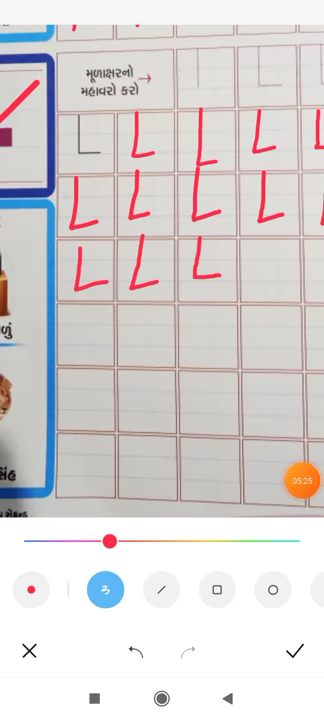 મૂળાક્ષરનો →
મહાવરો કરો
L
L L L L L
L L L L
L L L
ળું
સિંહ
05:25